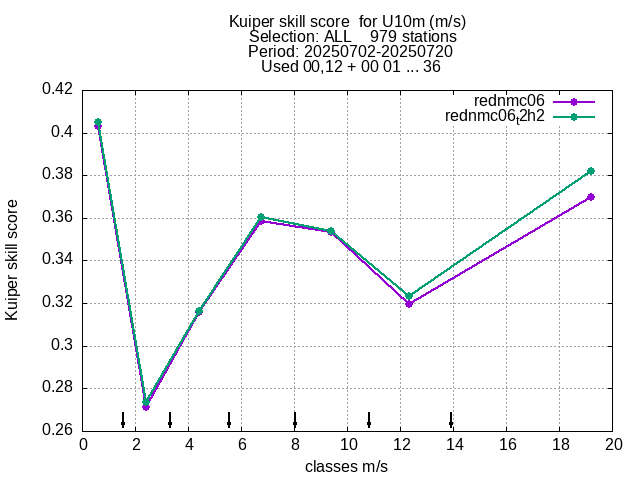 Kuiper skill score  for U10m (m/s)
Selection: ALL    979 stations
Period: 20250702-20250720
Used 00,12 + 00 01 ... 36
rednmc06
rednmc06t2h2
0.42
0.4
0.38
0.36
0.34
0.32
0.3
0.28
0.26
Kuiper skill score
0 2 4 6 8 10 12 14 16 18 20
classes m/s